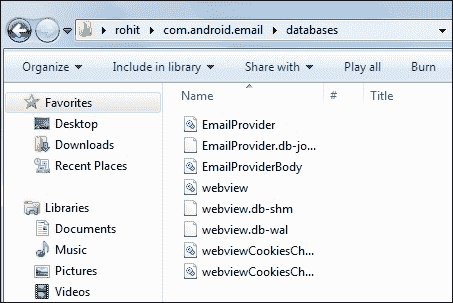 rohit ▸ com.android.email ▸ databases
Organize Include in library Share with Play all Burn
Favorites
Desktop
Downloads
Recent Places
Libraries
Documents
Music
Pictures
Videos
Name # Title
EmailProvider
EmailProvider.db-jo...
EmailProviderBody
webview
webview.db-shm
webview.db-wal
webviewCookiesCh...
webviewCookiesCh...